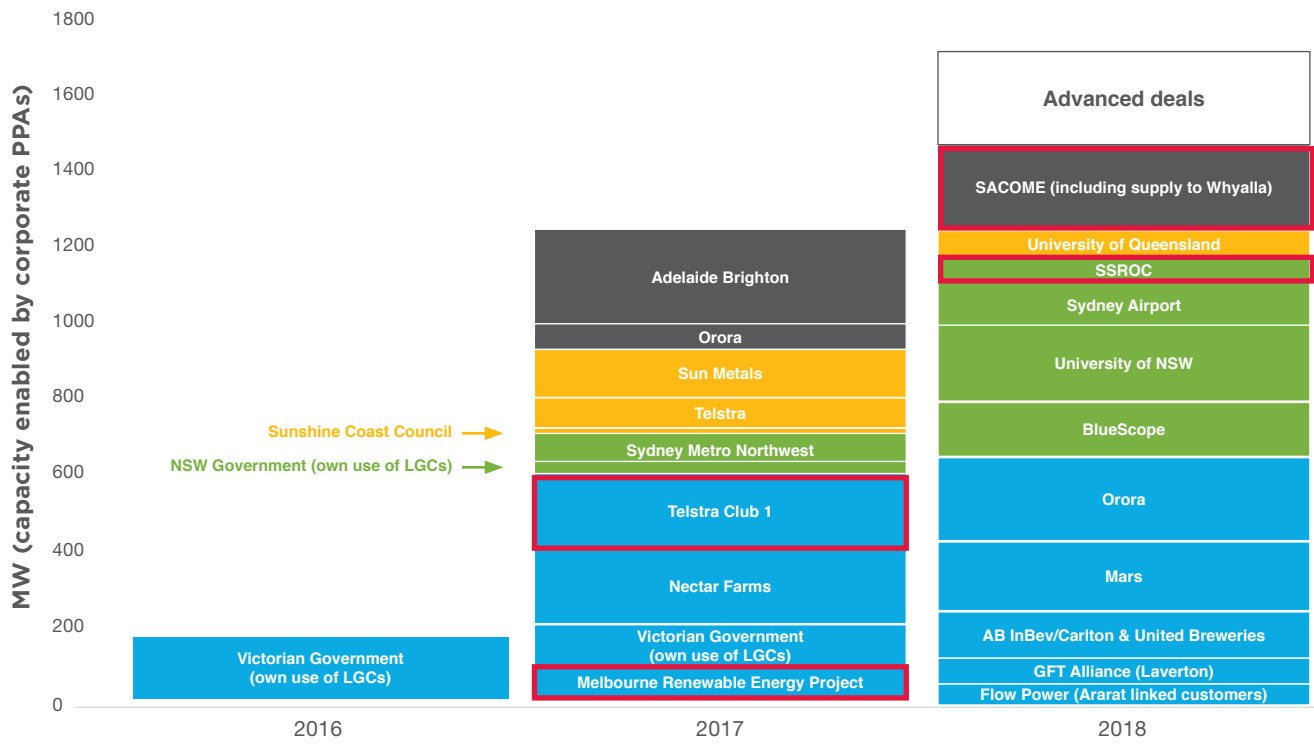 MW (capacity enabled by corporate PPAs)
1800
1600
1400
1200
1000
800
600
400
200
0
Victorian Government
(own use of LGCs)
2016
Sunshine Coast Council
NSW Government (own use of LGCs)
Adelaide Brighton
Orora
Sun Metals
Telstra
Sydney Metro Northwest
Telstra Club 1
Nectar Farms
Victorian Government
(own use of LGCs)
Melbourne Renewable Energy Project
2017
Advanced deals
SACOME (including supply to Whyalla)
University of Queensland
SSROC
Sydney Airport
University of NSW
BlueScope
Orora
Mars
AB InBev/Carlton & United Breweries
GFT Alliance (Laverton)
Flow Power (Ararat linked customers)
2018